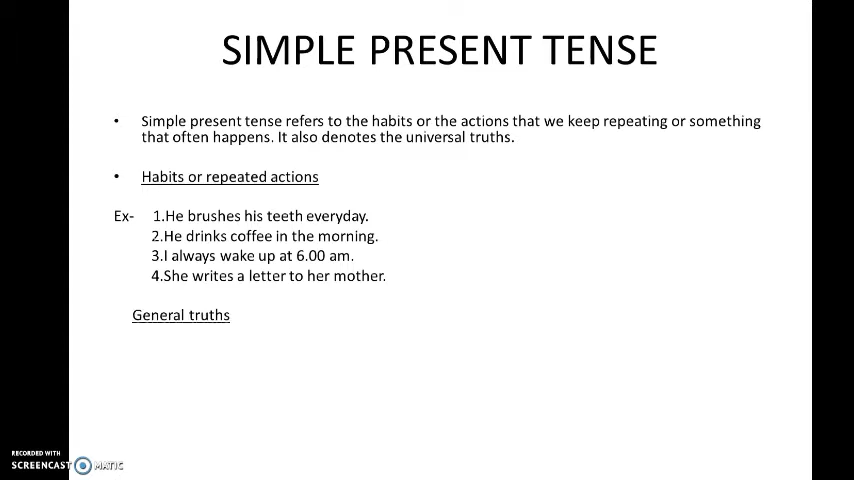 SIMPLE PRESENT TENSE
• Simple present tense refers to the habits or the actions that we keep repeating or something
that often happens. It also denotes the universal truths.
• Habits or repeated actions
Ex- 1.He brushes his teeth everyday.
2.He drinks coffee in the morning.
3.I always wake up at 6.00 am.
4.She writes a letter to her mother.
General truths
RECORDED WITH
SCREENCAST MATIC